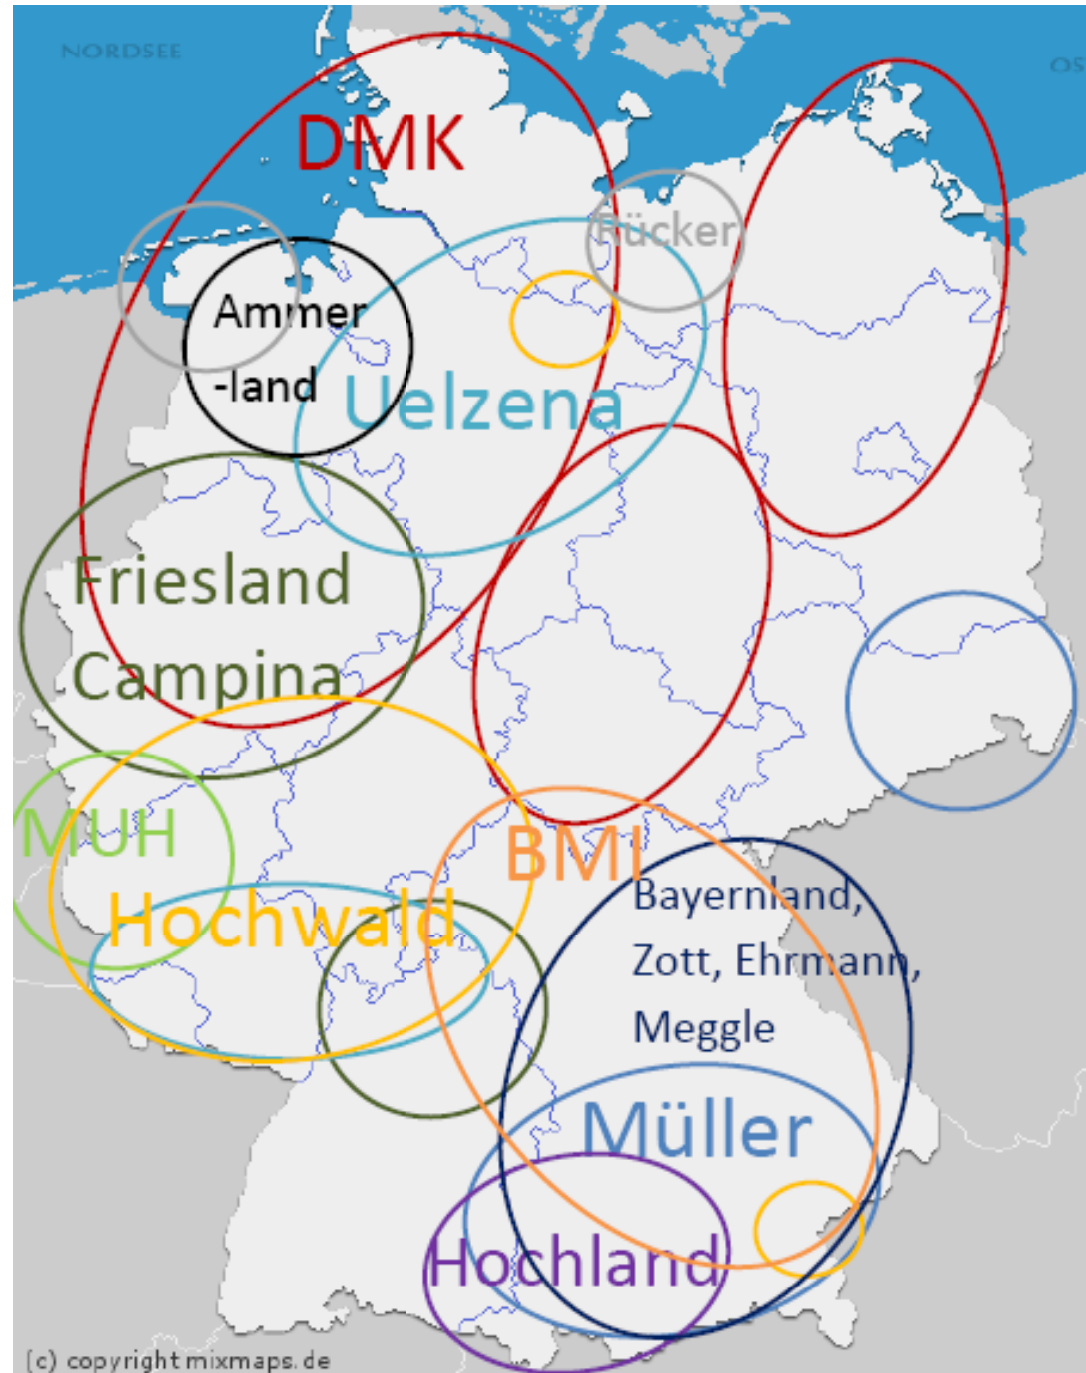 NORDSEE
OS
DMK
Rücker
Ammer
-land
Uelzena
Friesland
Campina
MUH
BMI
Hochwald
Bayernland,
Zott, Ehrmann,
Meggle
Müller
Hochland
(c) copyright mixmaps.de